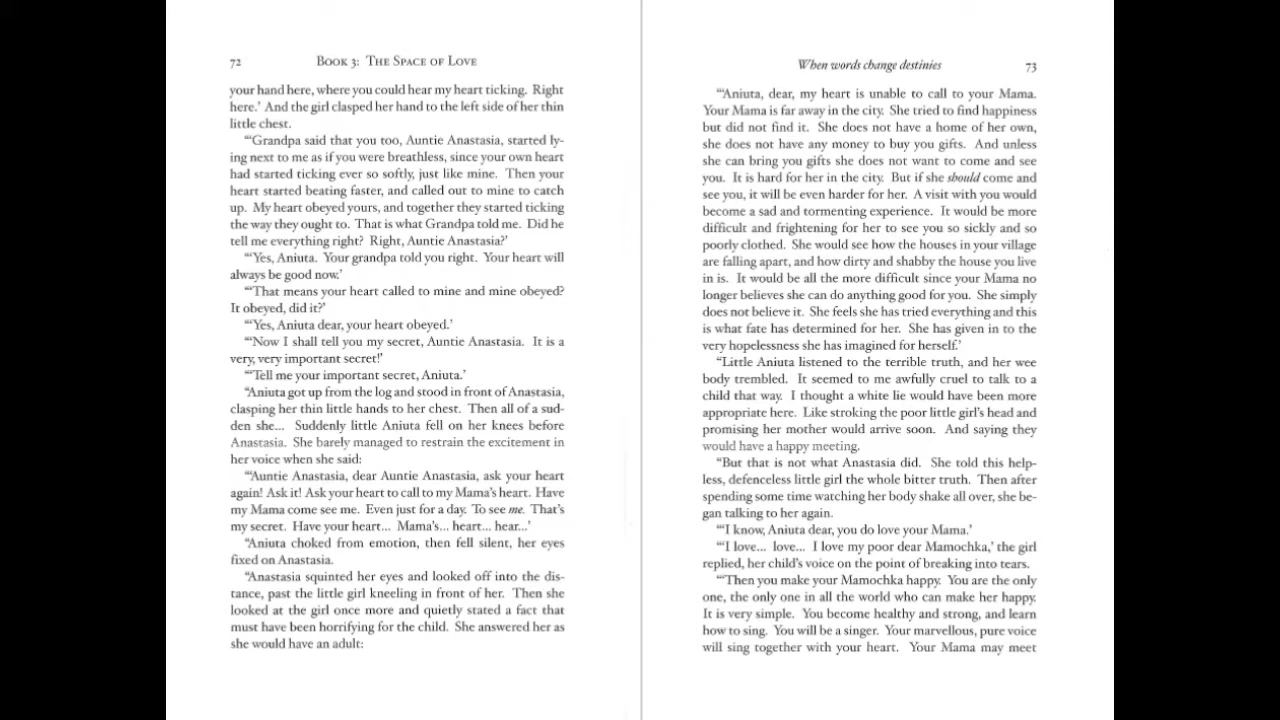 72
BOOK 3: THE SPACE OF LOVE
your hand here, where you could hear my heart ticking. Right
here.' And the girl clasped her hand to the left side of her thin
little chest.
“‘Grandpa said that you too, Auntie Anastasia, started ly-
ing next to me as if you were breathless, since your own heart
had started ticking ever so softly, just like mine. Then your
heart started beating faster, and called out to mine to catch
up. My heart obeyed yours, and together they started ticking
the way they ought to. That is what Grandpa told me. Did he
tell me everything right? Right, Auntie Anastasia?’
“‘Yes, Aniuta. Your grandpa told you right. Your heart will
always be good now.’
“‘That means your heart called to mine and mine obeyed?
It obeyed, did it?’
“‘Yes, Aniuta dear, your heart obeyed.’
“‘Now I shall tell you my secret, Auntie Anastasia. It is a
very, very important secret!’
“‘Tell me your important secret, Aniuta.’
“Aniuta got up from the log and stood in front of Anastasia,
clasping her thin little hands to her chest. Then all of a sud-
den she... Suddenly little Aniuta fell on her knees before
Anastasia. She barely managed to restrain the excitement in
her voice when she said:
“‘Auntie Anastasia, dear Auntie Anastasia, ask your heart
again! Ask it! Ask your heart to call to my Mama's heart. Have
my Mama come see me. Even just for a day. To see me. That's
my secret. Have your heart... Mama's... heart... hear...’
“Aniuta choked from emotion, then fell silent, her eyes
fixed on Anastasia.
“Anastasia squinted her eyes and looked off into the dis-
tance, past the little girl kneeling in front of her. Then she
looked at the girl once more and quietly stated a fact that
must have been horrifying for the child. She answered her as
she would have an adult:
When words change destinies
73
“‘Aniuta, dear, my heart is unable to call to your Mama.
Your Mama is far away in the city. She tried to find happiness
but did not find it. She does not have a home of her own,
she does not have any money to buy you gifts. And unless
she can bring you gifts she does not want to come and see
you. It is hard for her in the city. But if she should come and
see you, it will be even harder for her. A visit with you would
become a sad and tormenting experience. It would be more
difficult and frightening for her to see you so sickly and so
poorly clothed. She would see how the houses in your village
are falling apart, and how dirty and shabby the house you live
in is. It would be all the more difficult since your Mama no
longer believes she can do anything good for you. She simply
does not believe it. She feels she has tried everything and this
is what fate has determined for her. She has given in to the
very hopelessness she has imagined for herself.’
“Little Aniuta listened to the terrible truth, and her wee
body trembled. It seemed to me awfully cruel to talk to a
child that way. I thought a white lie would have been more
appropriate here. Like stroking the poor little girl's head and
promising her mother would arrive soon. And saying they
would have a happy meeting.
“But that is not what Anastasia did. She told this help-
less, defenceless little girl the whole bitter truth. Then after
spending some time watching her body shake all over, she be-
gan talking to her again.
“‘I know, Aniuta dear, you do love your Mama.’
“‘I love... love... I love my poor dear Mamochka,’ the girl
replied, her child's voice on the point of breaking into tears.
“‘Then you make your Mamochka happy. You are the only
one, the only one in all the world who can make her happy.
It is very simple. You become healthy and strong, and learn
how to sing. You will be a singer. Your marvellous, pure voice
will sing together with your heart. Your Mama may meet